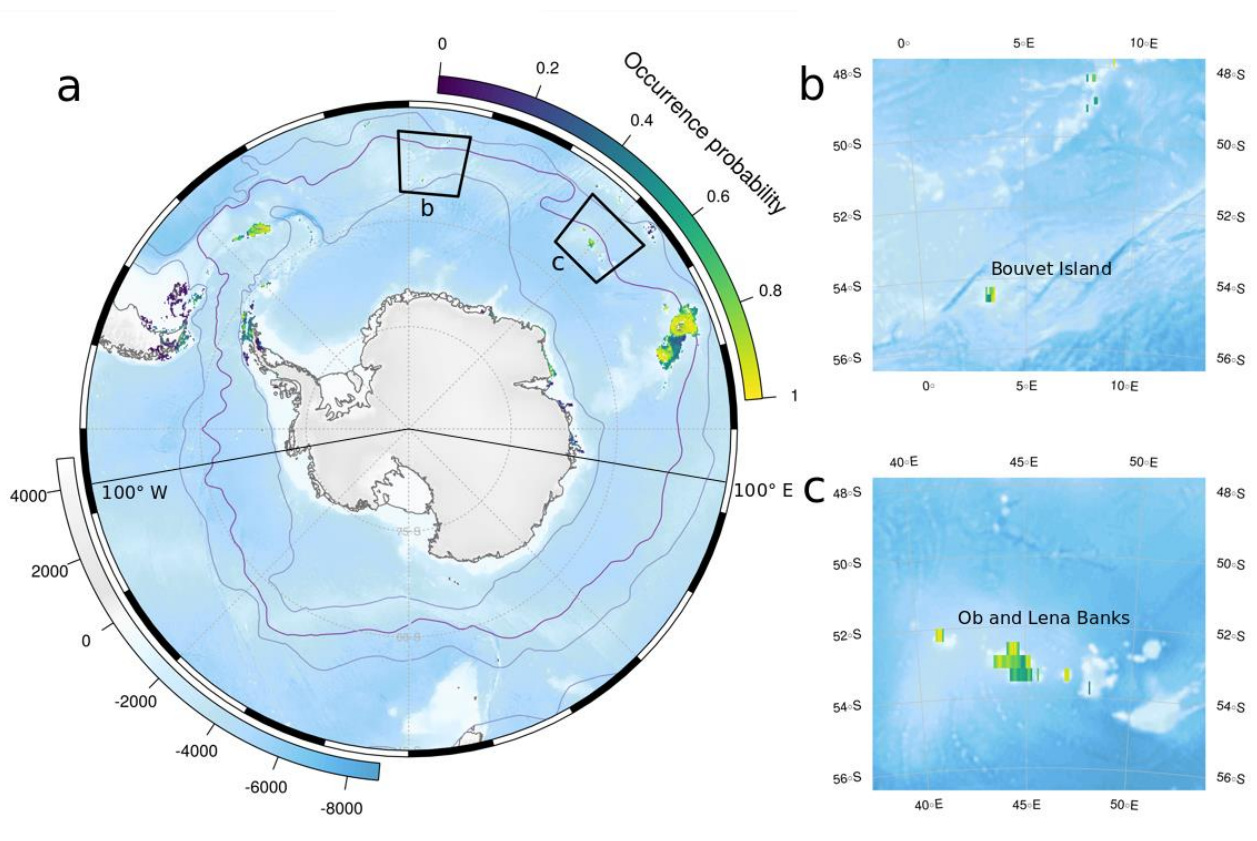 a
0
0.2
0.4
0.6
0.8
1
Occurrence probability
b
c
100° W
100° E
75◦S
60◦S
4000
2000
0
-2000
-4000
-6000
-8000
b
0◦ 5◦E 10◦E
48◦S 48◦S
50◦S 50◦S
52◦S 52◦S
Bouvet Island
54◦S 54◦S
56◦S 56◦S
0◦ 5◦E 10◦E
c
40◦E 45◦E 50◦E
48◦S 48◦S
50◦S 50◦S
Ob and Lena Banks
52◦S 52◦S
54◦S 54◦S
56◦S 56◦S
40◦E 45◦E 50◦E